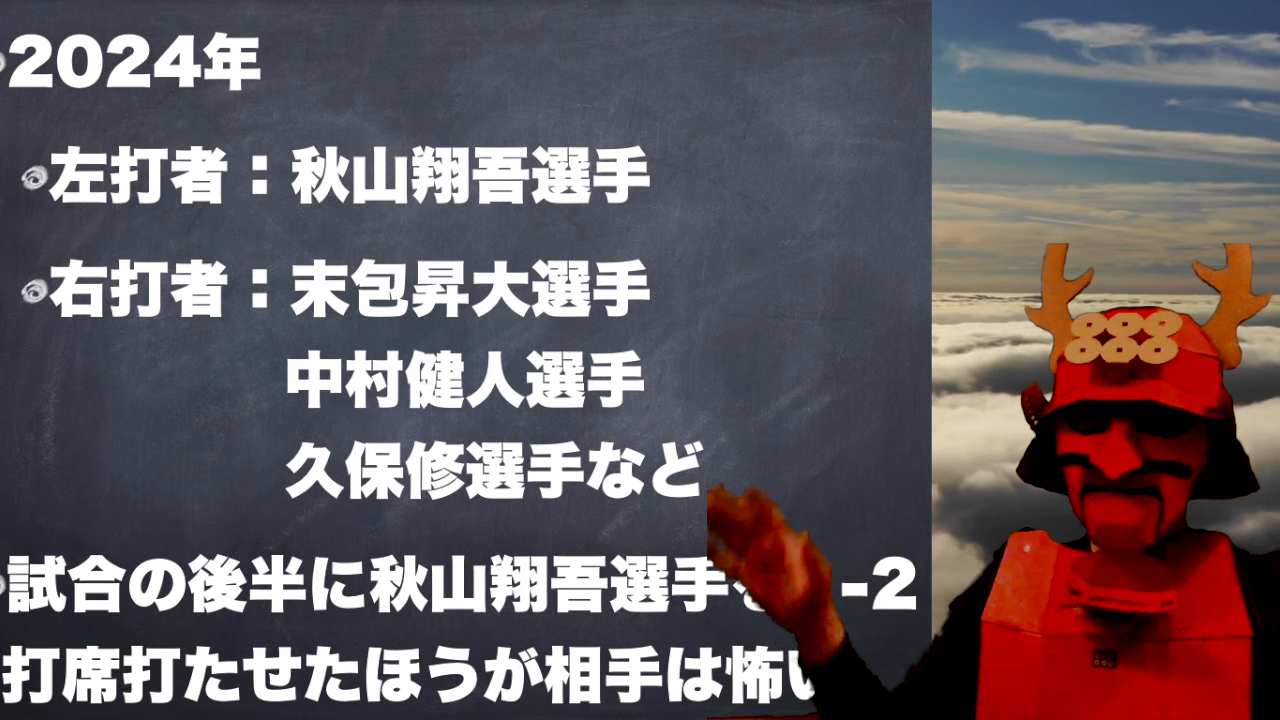 2024年
左打者：秋山翔吾選手
右打者：末包昇大選手
中村健人選手
久保修選手など
試合の後半に秋山翔吾選手 -2
打席打たせたほうが相手は怖い